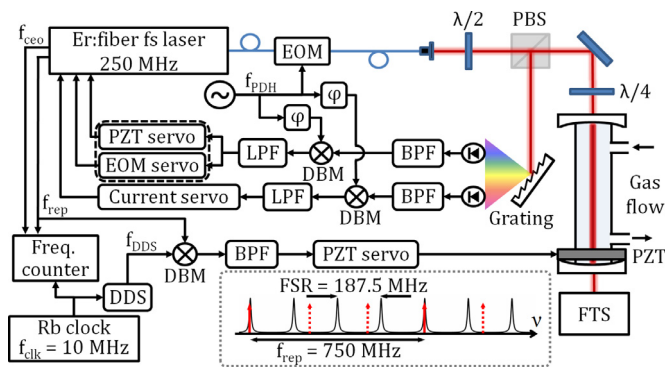 f_ceo
Er:fiber fs laser
250 MHz
EOM
λ/2
PBS
λ/4
f_PDH
φ
φ
PZT servo
EOM servo
LPF
DBM
BPF
Current servo
LPF
DBM
BPF
Grating
Gas
flow
PZT
f_rep
Freq.
counter
f_DDS
DBM
BPF
PZT servo
DDS
Rb clock
f_clk = 10 MHz
FSR = 187.5 MHz
ν
f_rep = 750 MHz
FTS